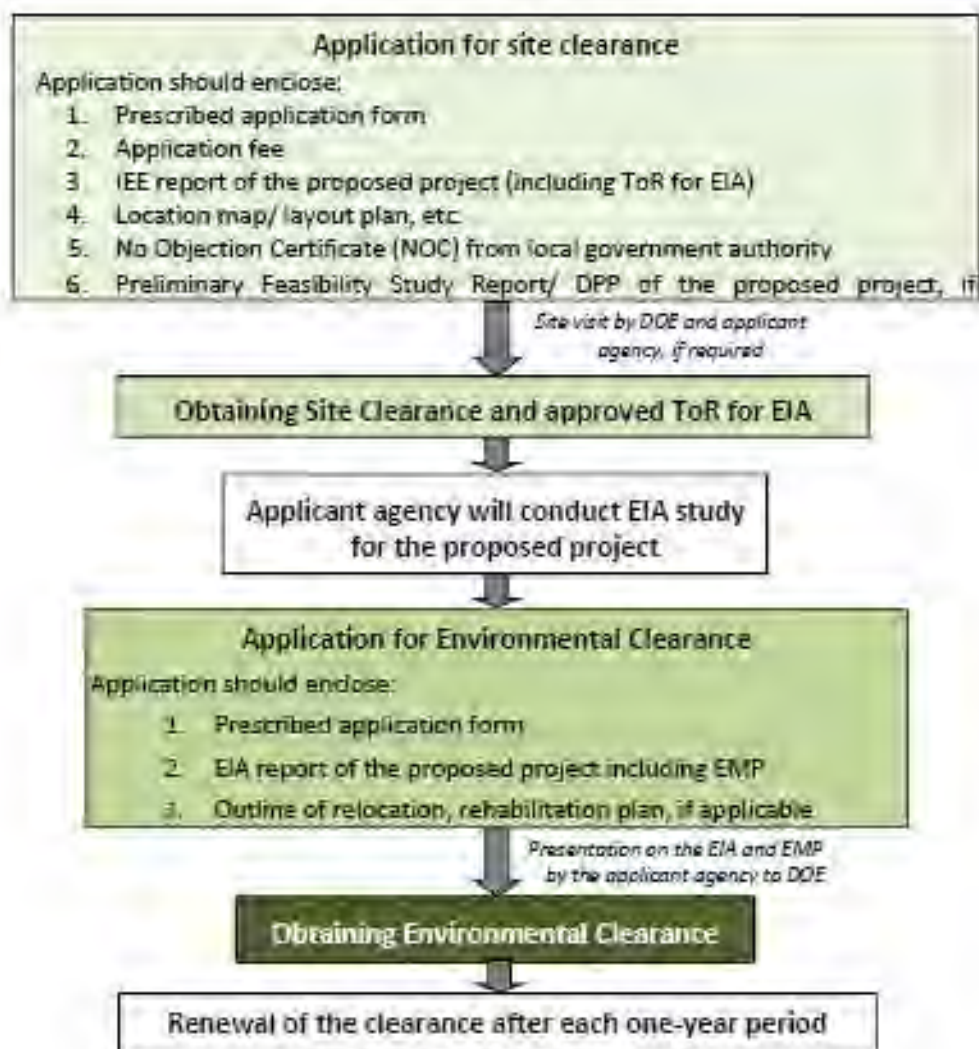 Application for site clearance
Application should enclose:
1. Prescribed application form
2. Application fee
3. IEE report of the proposed project (including ToR for EIA)
4. Location map/ layout plan, etc
5. No Objection Certificate (NOC) from local government authority
6. Preliminary Feasibility Study Report/ DPP of the proposed project, if
Site visit by DOE and applicant
agency, if required
Obtaining Site Clearance and approved ToR for EIA
Applicant agency will conduct EIA study
for the proposed project
Application for Environmental Clearance
Application should enclose:
1. Prescribed application form
2. EIA report of the proposed project including EMP
3. Outline of relocation, rehabilitation plan, if applicable
Presentation on the EIA and EMP
by the applicant agency to DOE
Obtaining Environmental Clearance
Renewal of the clearance after each one-year period